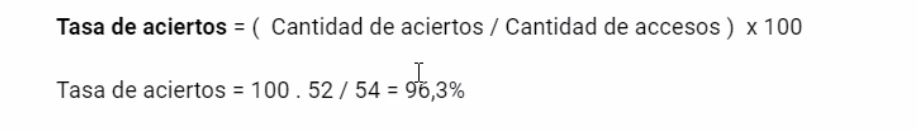 Tasa de aciertos = ( Cantidad de aciertos / Cantidad de accesos ) x 100
Tasa de aciertos = 100 . 52 / 54 = 96,3%